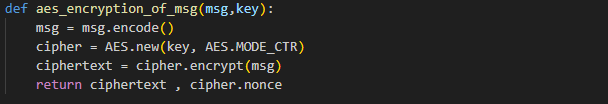 def aes_encryption_of_msg(msg,key):
    msg = msg.encode()
    cipher = AES.new(key, AES.MODE_CTR)
    ciphertext = cipher.encrypt(msg)
    return ciphertext , cipher.nonce